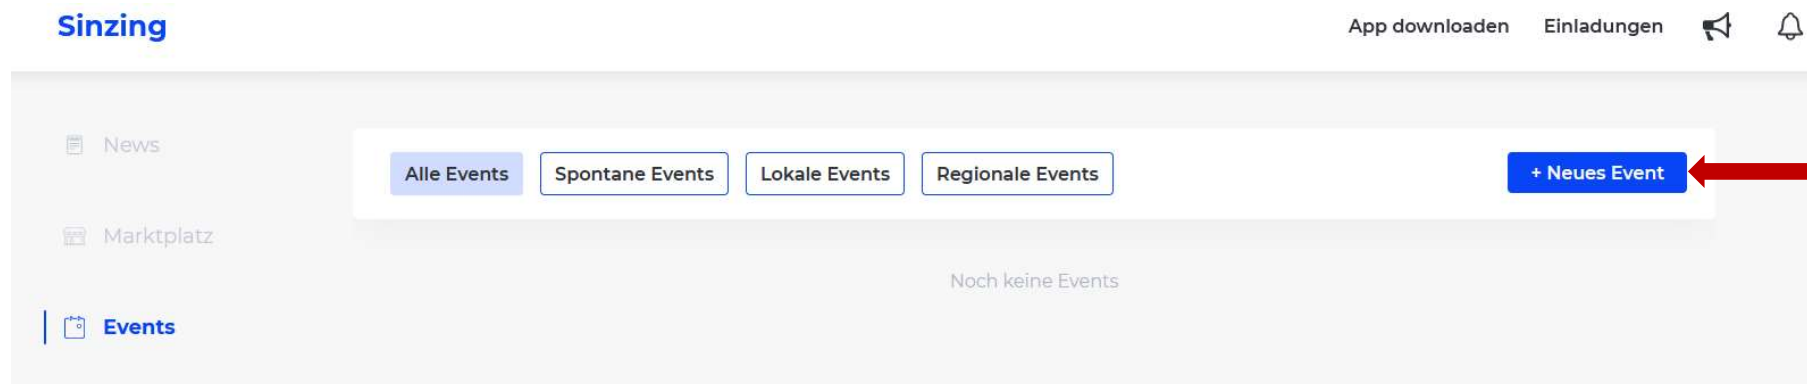 Sinzing
App downloaden Einladungen
News
Alle Events Spontane Events Lokale Events Regionale Events + Neues Event
Marktplatz
Noch keine Events
Events